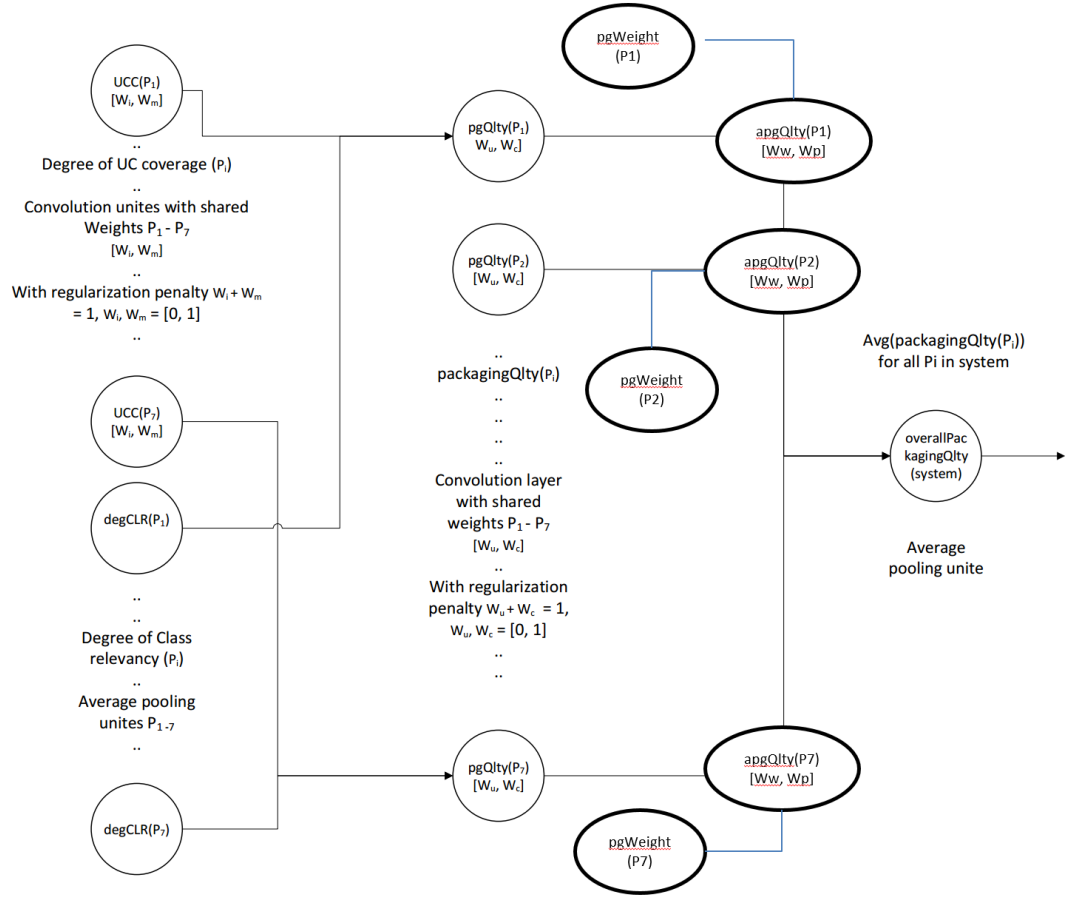 UCC(P1)
[Wi, Wm]
..
Degree of UC coverage (Pi)
..
Convolution unites with shared
Weights P1 - P7
[Wi, Wm]
..
With regularization penalty Wi + Wm
= 1, Wi, Wm = [0, 1]
..
UCC(P7)
[Wi, Wm]
degCLR(P1)
..
..
Degree of Class
relevancy (Pi)
..
Average pooling
unites P1-7
..
degCLR(P7)
pgQlty(P1)
Wu, Wc]
pgQlty(P2)
[Wu, Wc]
..
packagingQlty(Pi)
..
..
..
..
Convolution layer
with shared
weights P1 - P7
[Wu, Wc]
..
With regularization
penalty Wu + Wc = 1,
Wu, Wc = [0, 1]
..
..
pgQlty(P7)
[Wu, Wc]
pgWeight
(P1)
apgQlty(P1)
[Ww, Wp]
apgQlty(P2)
[Ww, Wp]
pgWeight
(P2)
apgQlty(P7)
[Ww, Wp]
pgWeight
(P7)
Avg(packagingQlty(Pi))
for all Pi in system
overallPac
kagingQlty
(system)
Average
pooling unite